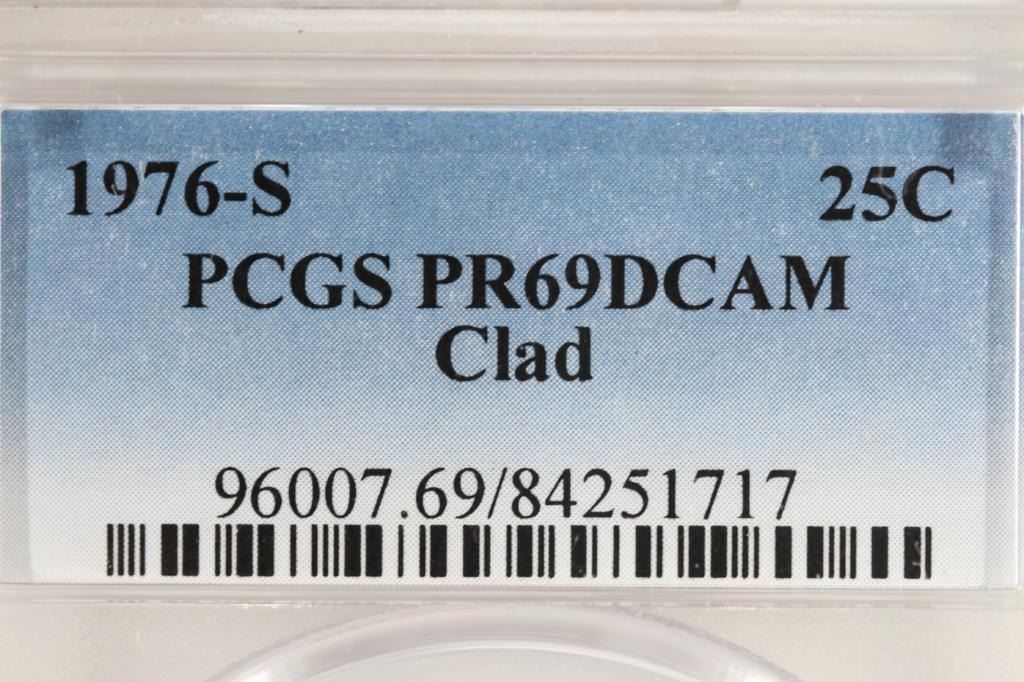 1976-S 25C
PCGS PR69DCAM
Clad
96007.69/84251717